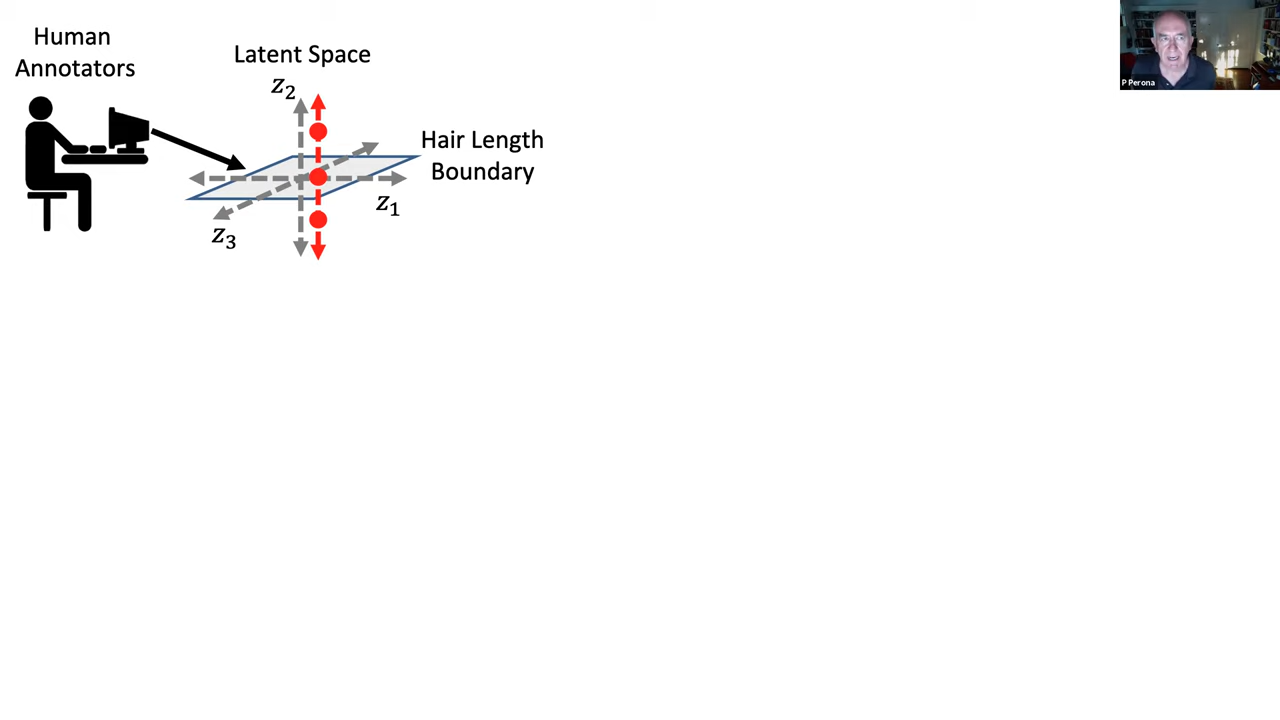 Human
Annotators
Latent Space
z₂
Hair Length
Boundary
z₁
z₃
P Perona